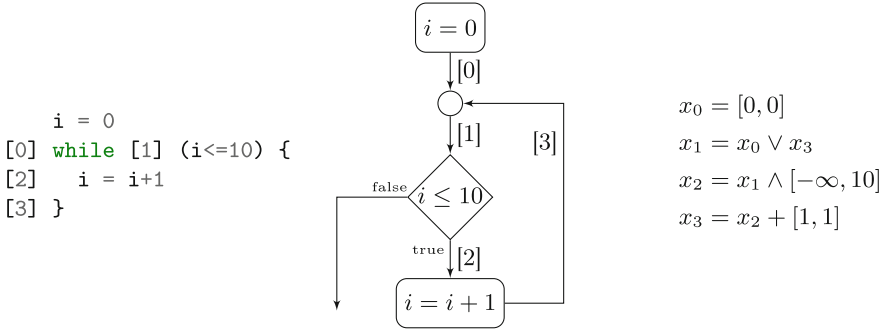 i = 0
[0] while [1] (i<=10) {
[2] i = i+1
[3] }
i = 0
[0]
[1]
[3]
false
i ≤ 10
true
[2]
i = i + 1
x₀ = [0, 0]
x₁ = x₀ ∨ x₃
x₂ = x₁ ∧ [−∞, 10]
x₃ = x₂ + [1, 1]